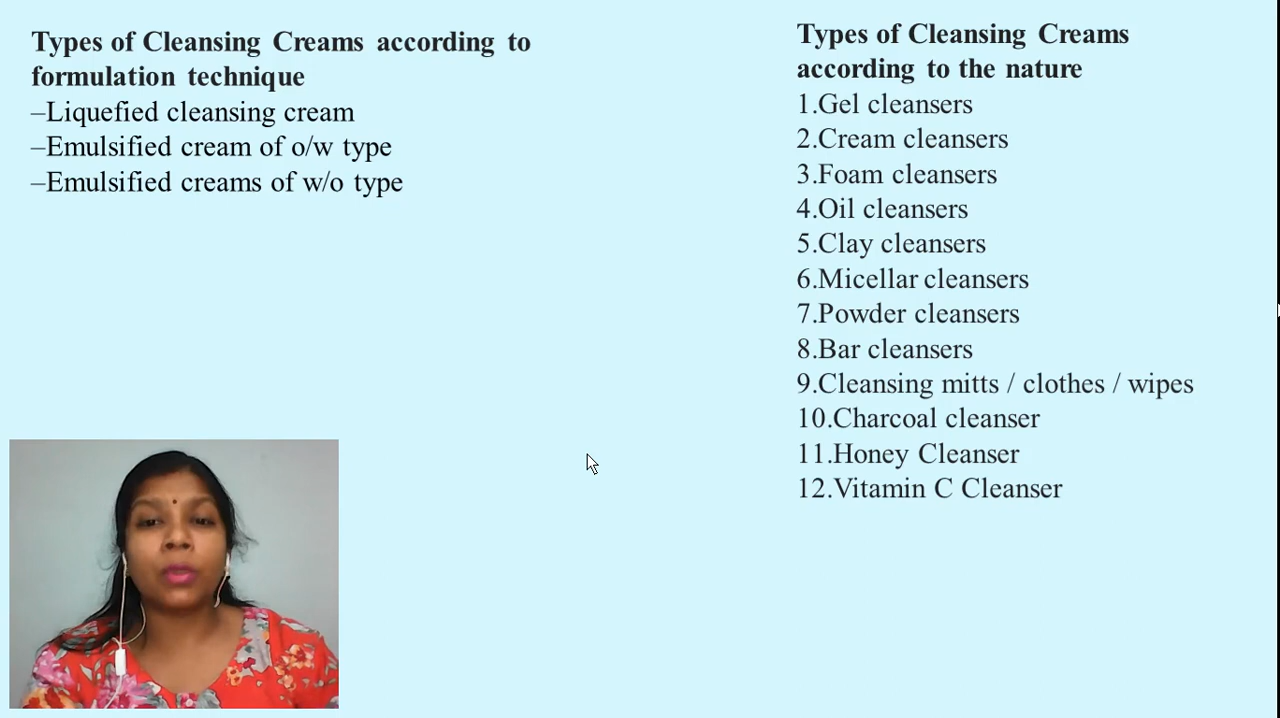 Types of Cleansing Creams according to
formulation technique
–Liquefied cleansing cream
–Emulsified cream of o/w type
–Emulsified creams of w/o type
Types of Cleansing Creams
according to the nature
1.Gel cleansers
2.Cream cleansers
3.Foam cleansers
4.Oil cleansers
5.Clay cleansers
6.Micellar cleansers
7.Powder cleansers
8.Bar cleansers
9.Cleansing mitts / clothes / wipes
10.Charcoal cleanser
11.Honey Cleanser
12.Vitamin C Cleanser